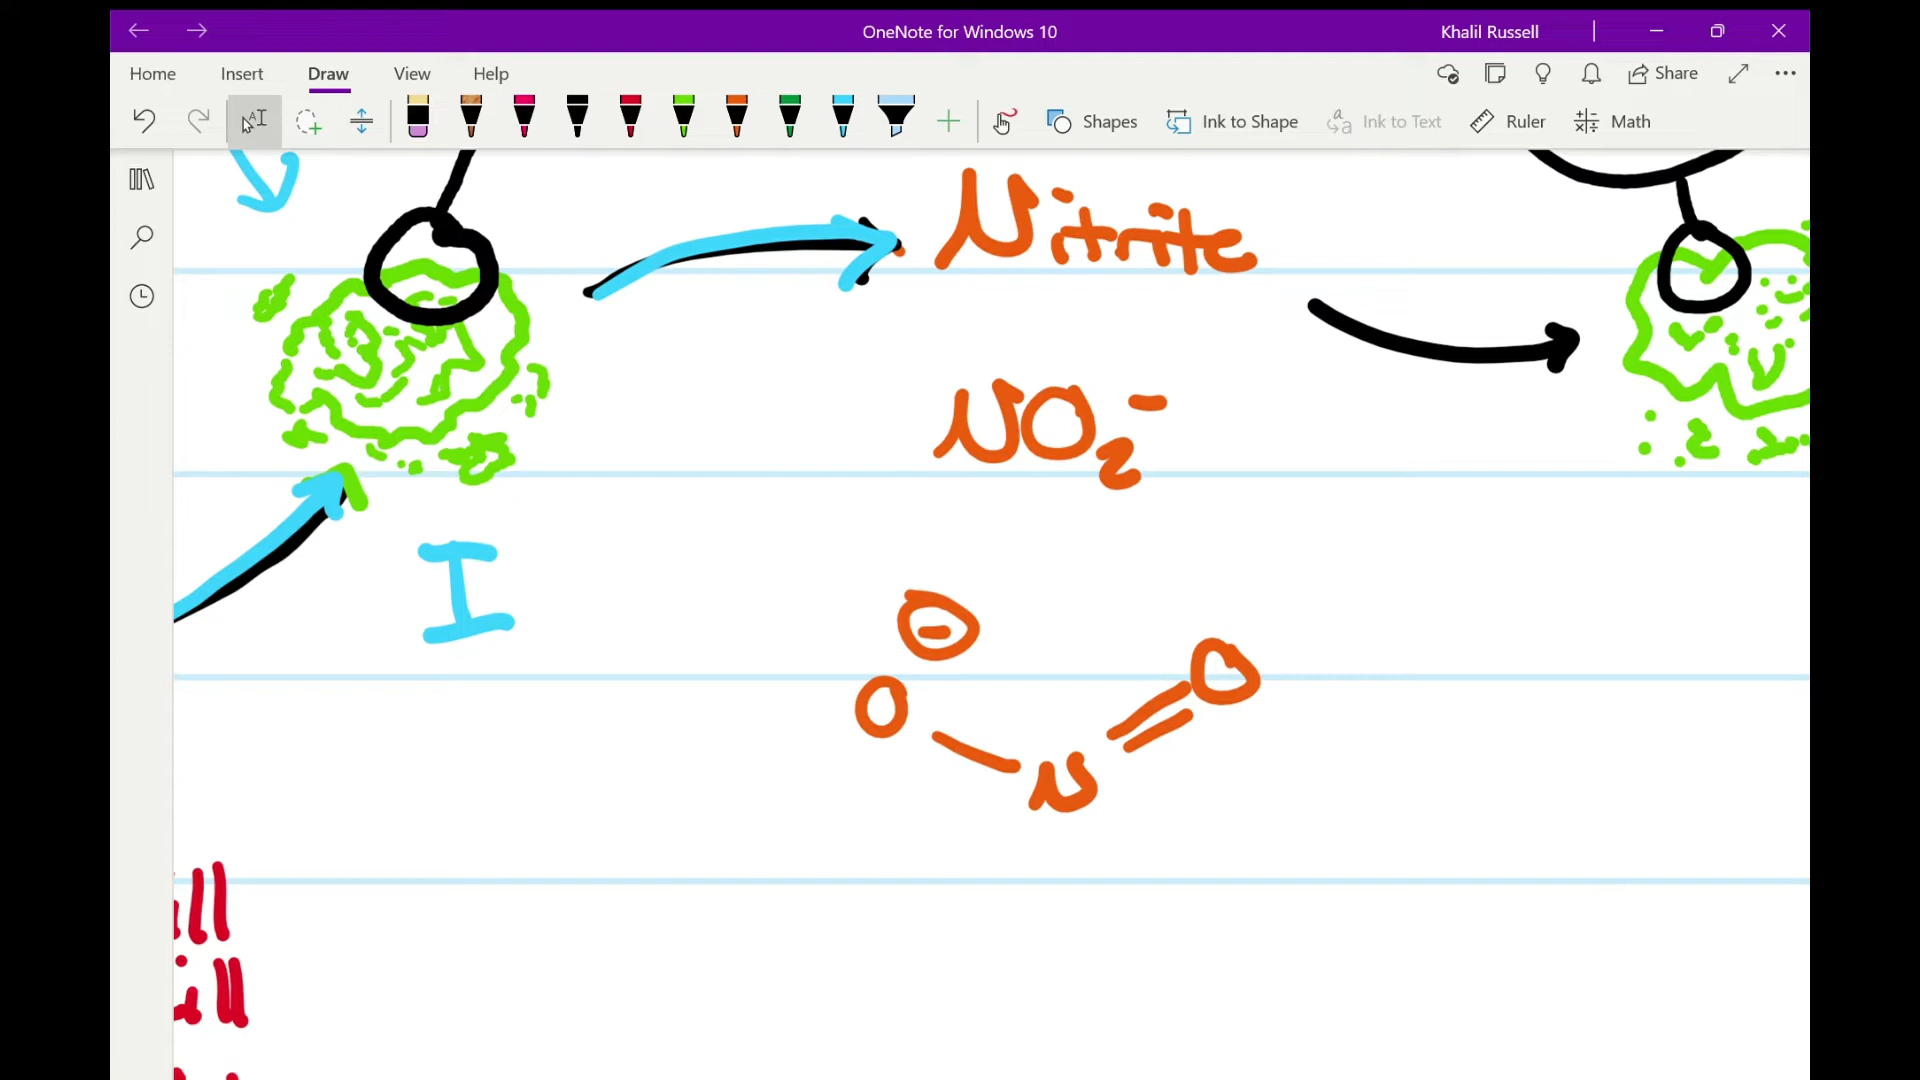 OneNote for Windows 10
Khalil Russell
Home Insert Draw View Help
Share
Shapes Ink to Shape Ink to Text Ruler Math
Nitrite
NO₂⁻
I
O N O